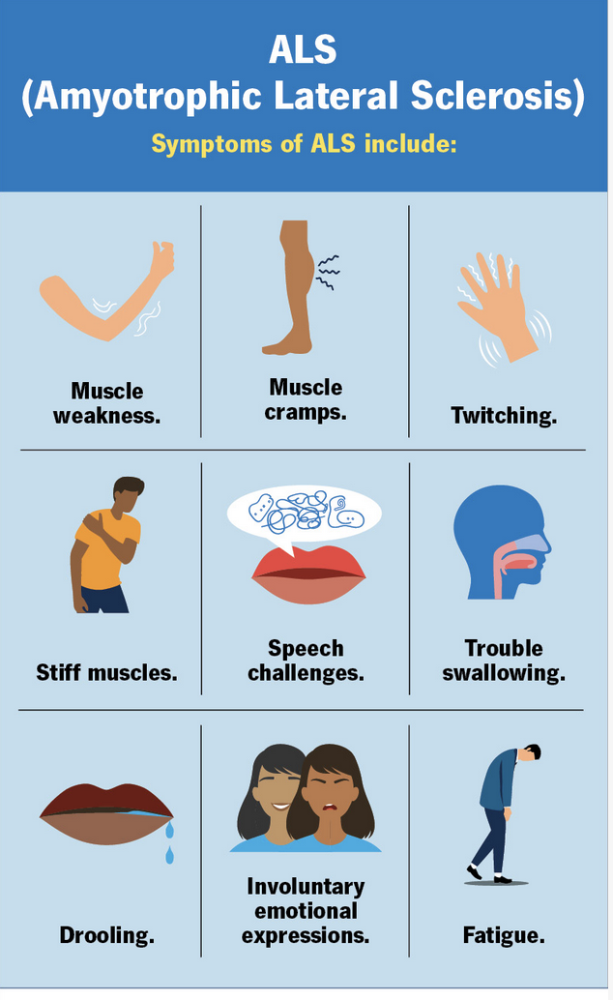 ALS
(Amyotrophic Lateral Sclerosis)
Symptoms of ALS include:
Muscle
weakness.
Muscle
cramps.
Twitching.
Stiff muscles.
Speech
challenges.
Trouble
swallowing.
Drooling.
Involuntary
emotional
expressions.
Fatigue.